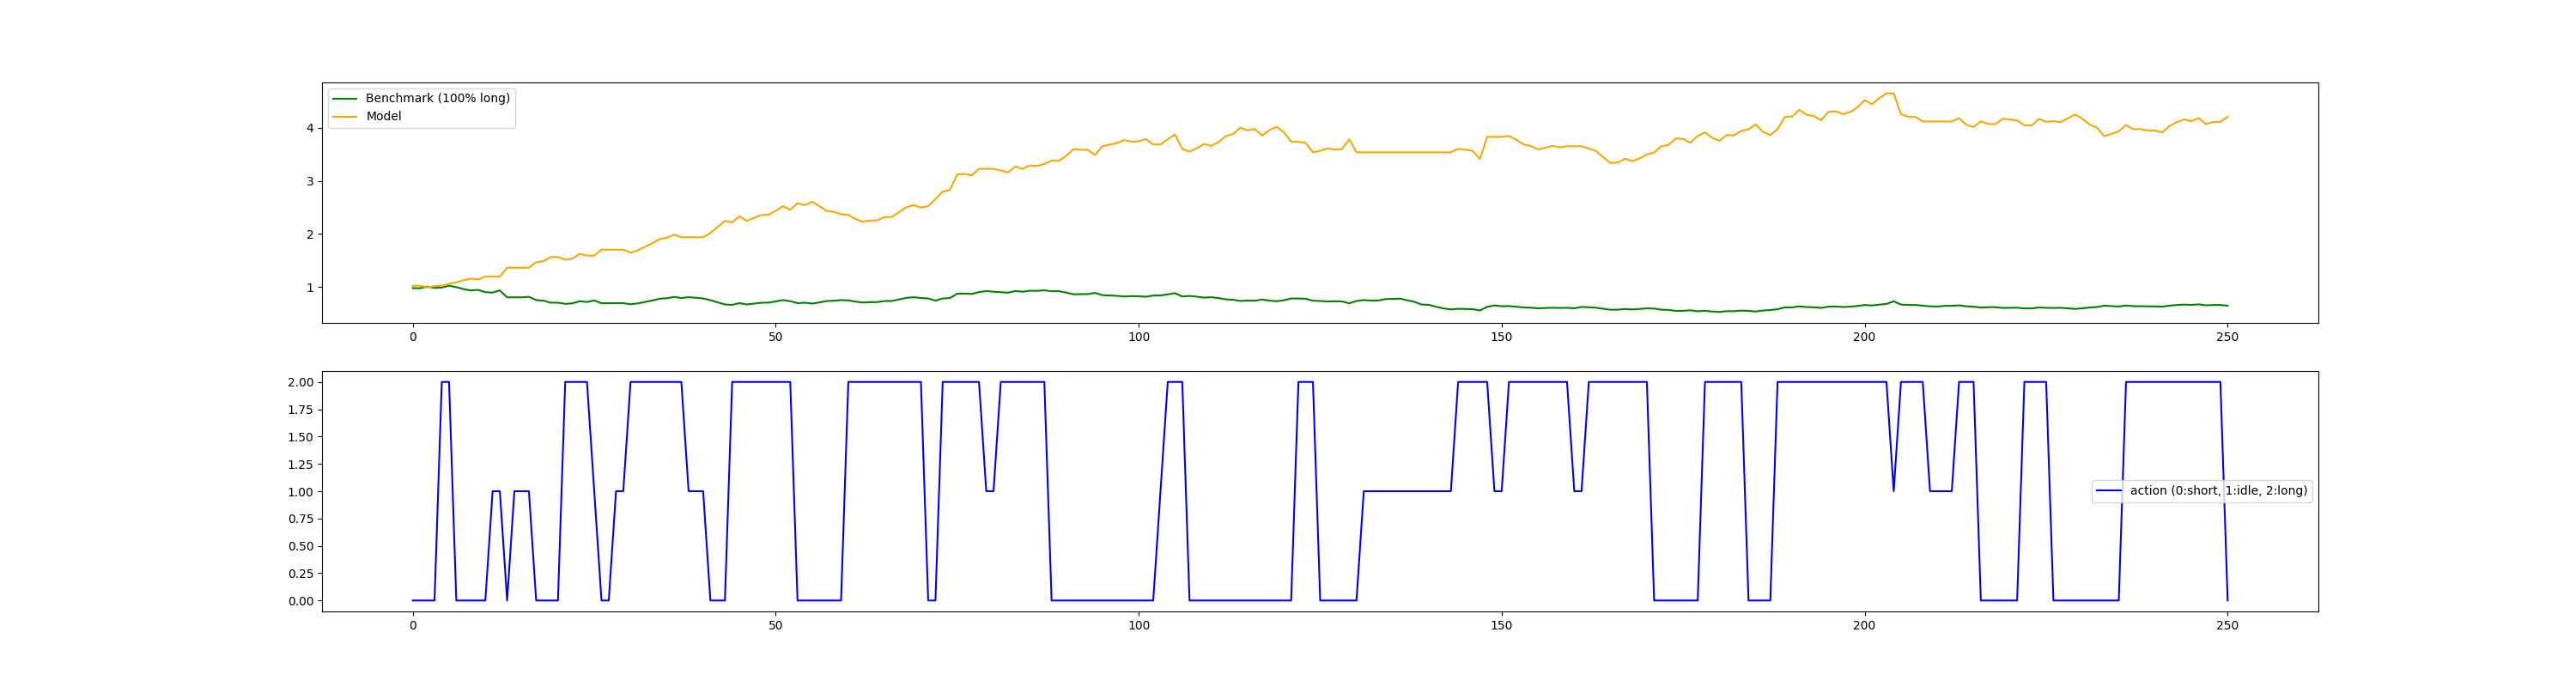 Benchmark (100% long)
Model
4
3
2
1
0 50 100 150 200 250
2.00
1.75
1.50
1.25
1.00
0.75
0.50
0.25
0.00
action (0:short, 1:idle, 2:long)
0 50 100 150 200 250